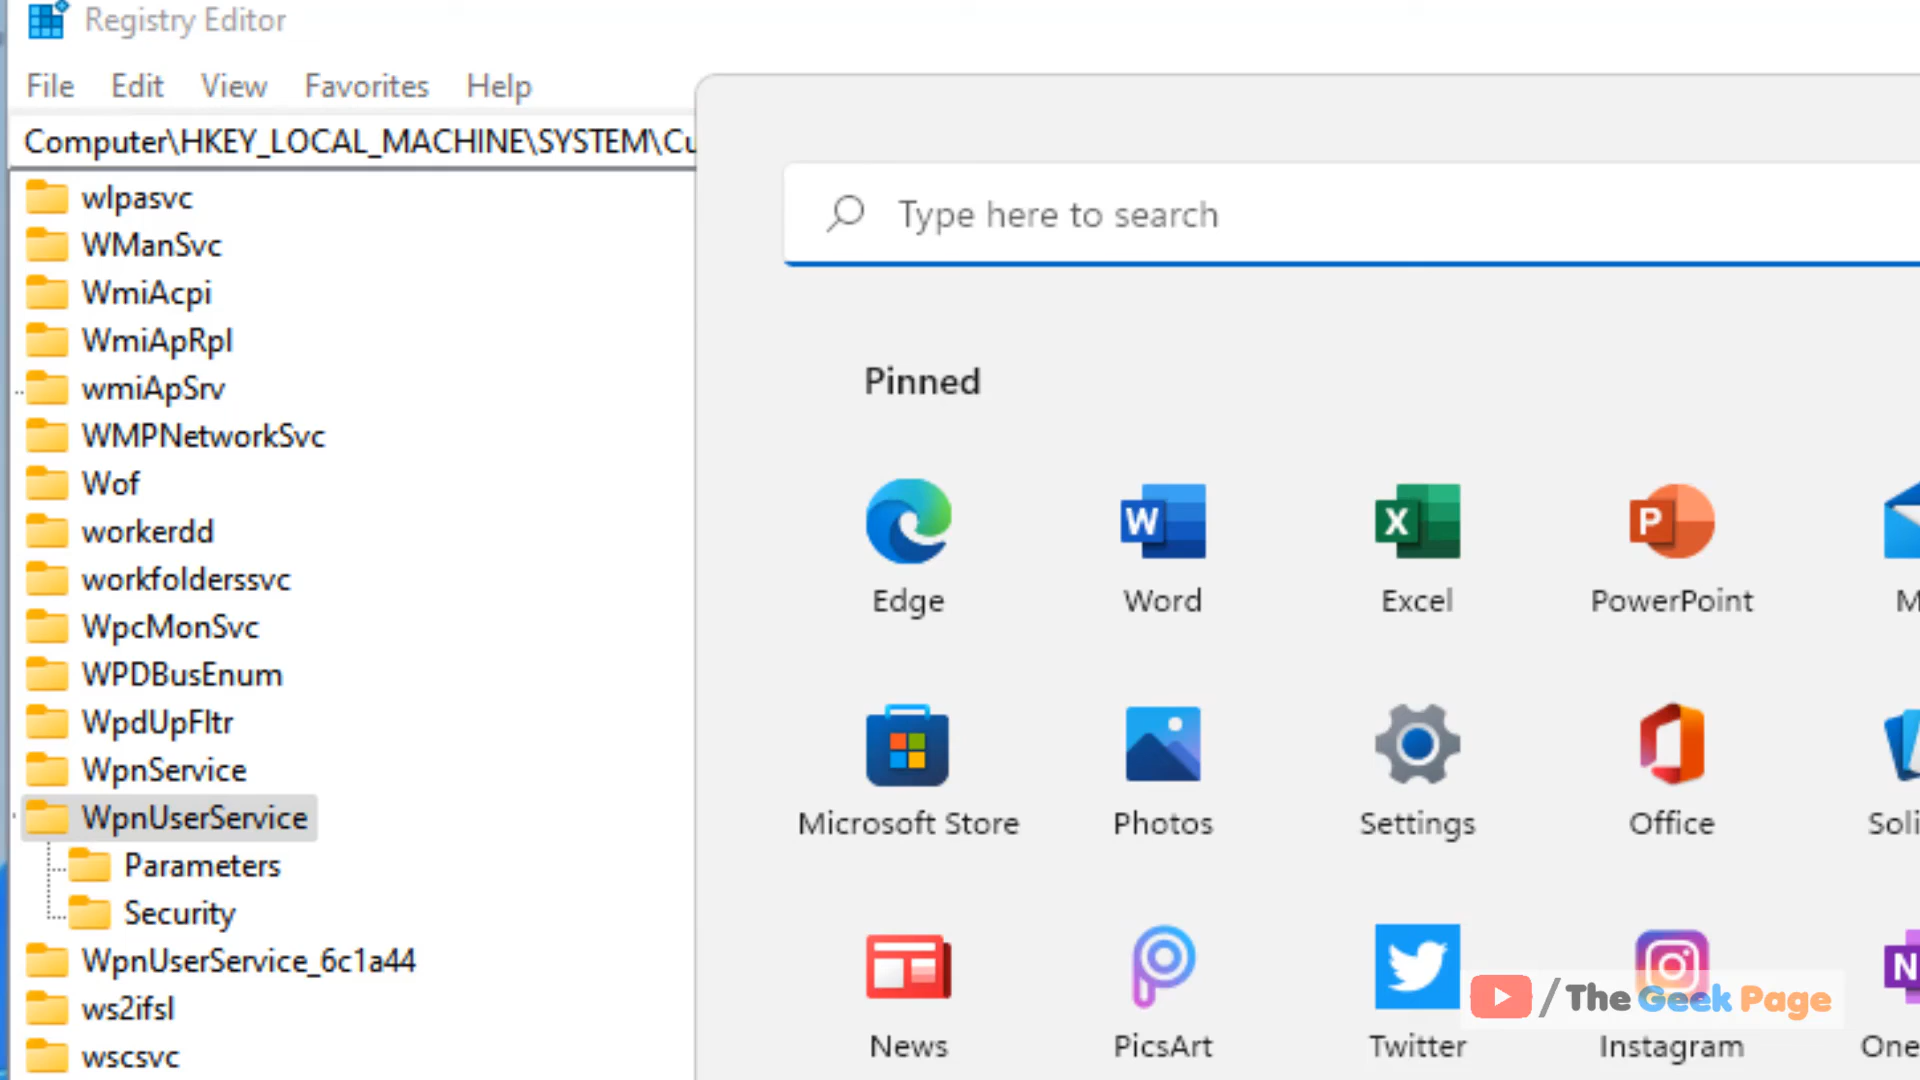 Registry Editor
File Edit View Favorites Help
Computer\HKEY_LOCAL_MACHINE\SYSTEM\Cu
wlpasvc
WManSvc
WmiAcpi
WmiApRpl
wmiApSrv
WMPNetworkSvc
Wof
workerdd
workfolderssvc
WpcMonSvc
WPDBusEnum
WpdUpFltr
WpnService
WpnUserService
Parameters
Security
WpnUserService_6c1a44
ws2ifsl
wscsvc
Type here to search
Pinned
Edge Word Excel PowerPoint M
Microsoft Store Photos Settings Office Soli
News PicsArt Twitter Instagram One
/The Geek Page